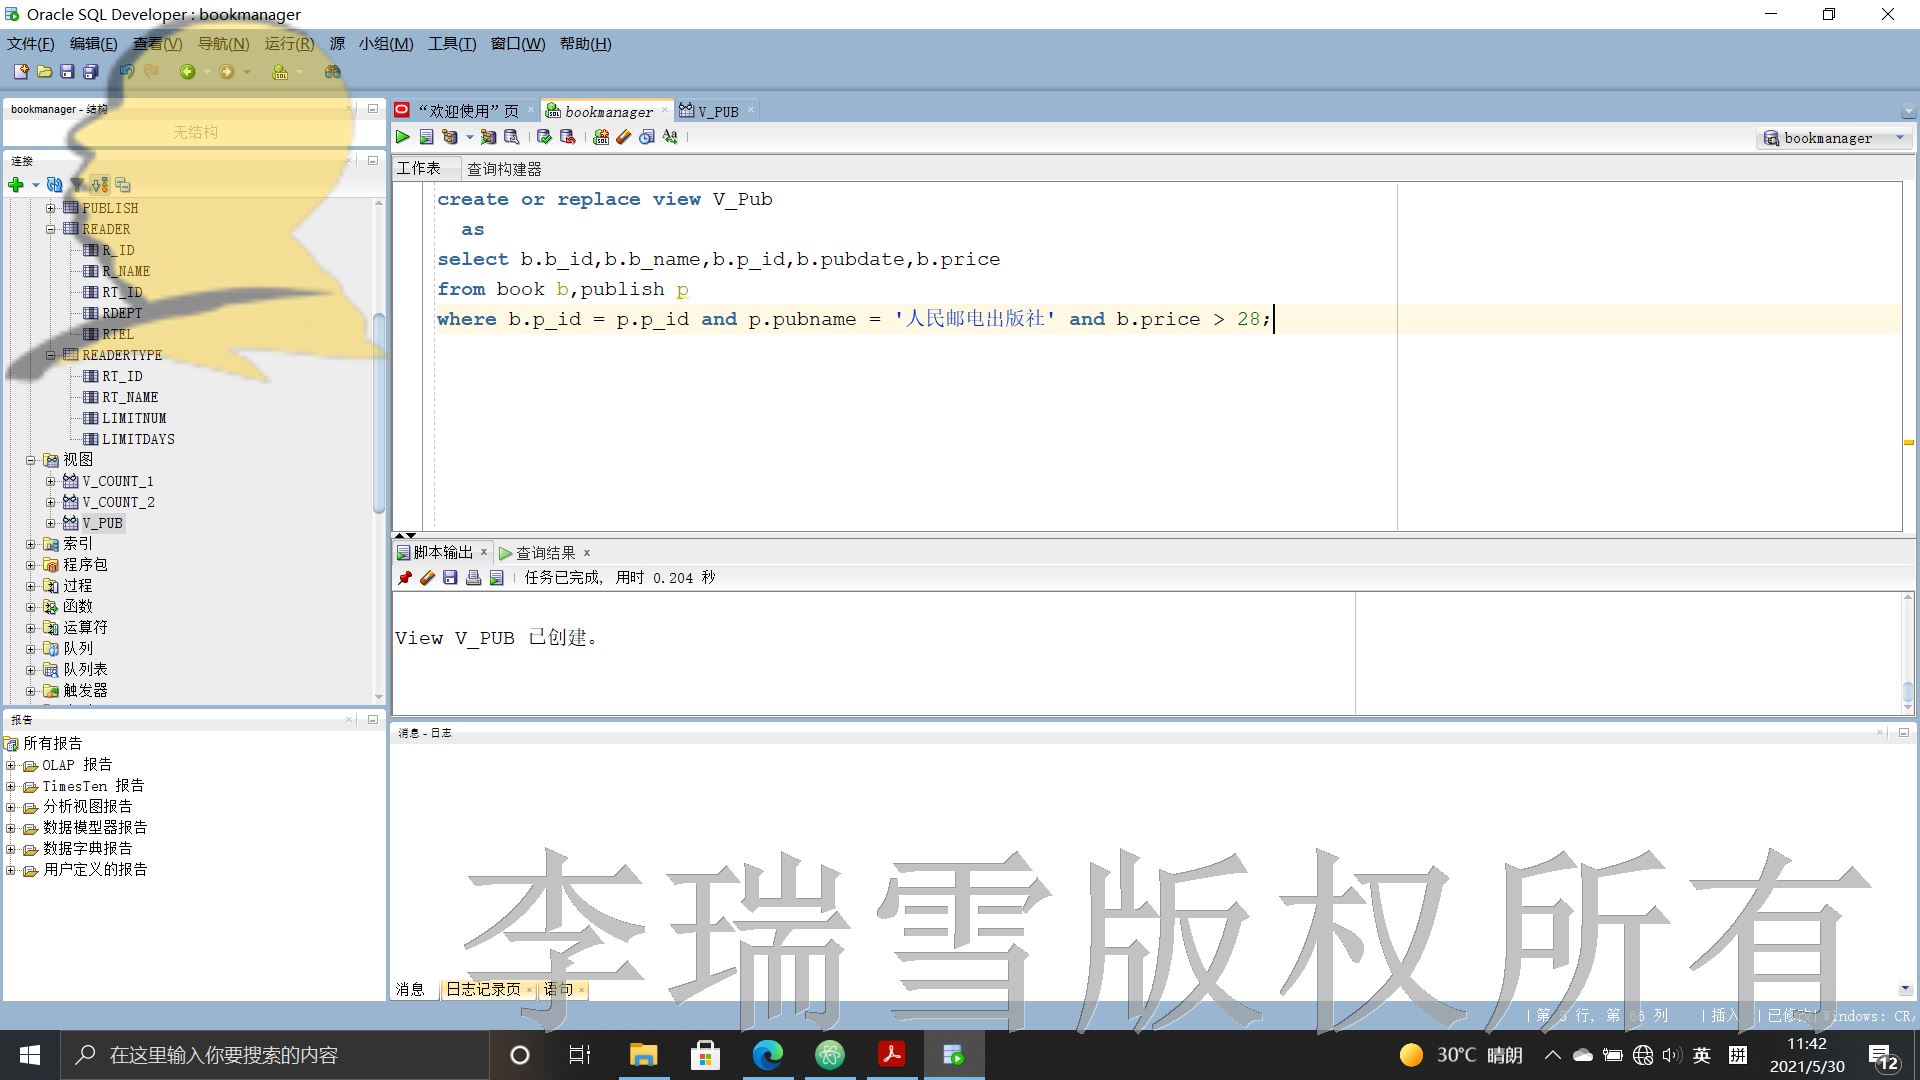 Oracle SQL Developer : bookmanager
文件(F) 编辑(E) 查看(V) 导航(N) 运行(R) 源 小组(M) 工具(T) 窗口(W) 帮助(H)
bookmanager - 结构
无结构
连接
PUBLISH
READER
R_ID
R_NAME
RT_ID
RDEPT
RTEL
READERTYPE
RT_ID
RT_NAME
LIMITNUM
LIMITDAYS
视图
V_COUNT_1
V_COUNT_2
V_PUB
索引
程序包
过程
函数
运算符
队列
队列表
触发器
报告
所有报告
OLAP 报告
TimesTen 报告
分析视图报告
数据模型器报告
数据字典报告
用户定义的报告
“欢迎使用”页 bookmanager V_PUB
bookmanager
工作表 查询构建器
create or replace view V_Pub
as
select b.b_id,b.b_name,b.p_id,b.pubdate,b.price
from book b,publish p
where b.p_id = p.p_id and p.pubname = '人民邮电出版社' and b.price > 28;
脚本输出 查询结果
任务已完成, 用时 0.204 秒
View V_PUB 已创建。
消息 - 日志
李瑞雪版权所有
消息 日志记录页 语句
第 5 行, 第 66 列 插入 已修改 Windows: CR/
在这里输入你要搜索的内容
30°C 晴朗 英 拼
11:42
2021/5/30
12